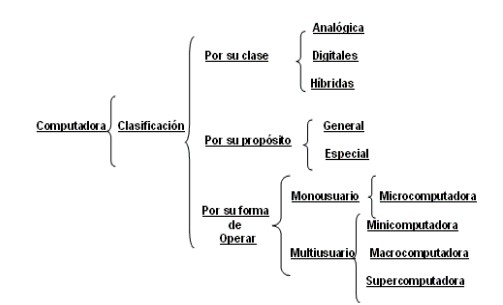 Computadora
Clasificación
Por su clase
Analógica
Digitales
Híbridas
Por su propósito
General
Especial
Por su forma
de
Operar
Monousuario
Microcomputadora
Multiusuario
Minicomputadora
Macrocomputadora
Supercomputadora